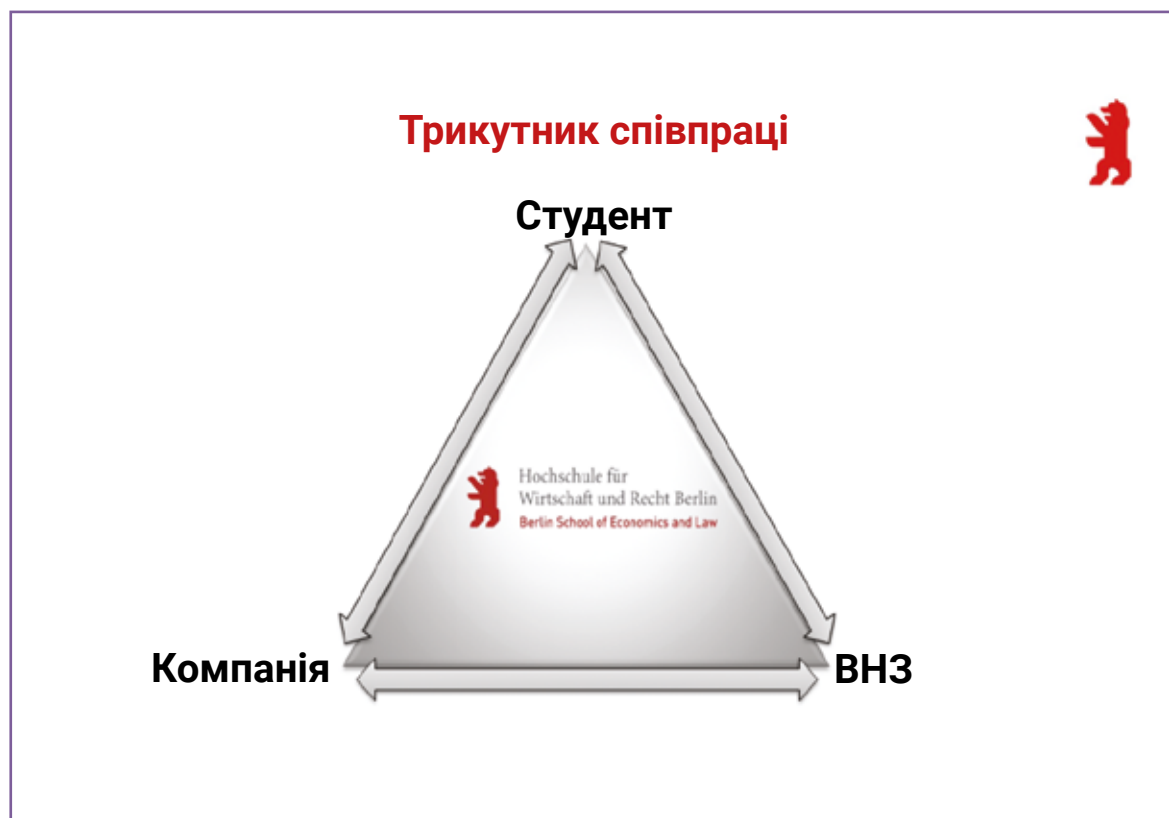 Трикутник співпраці
Студент
Hochschule für
Wirtschaft und Recht Berlin
Berlin School of Economics and Law
Компанія
ВНЗ